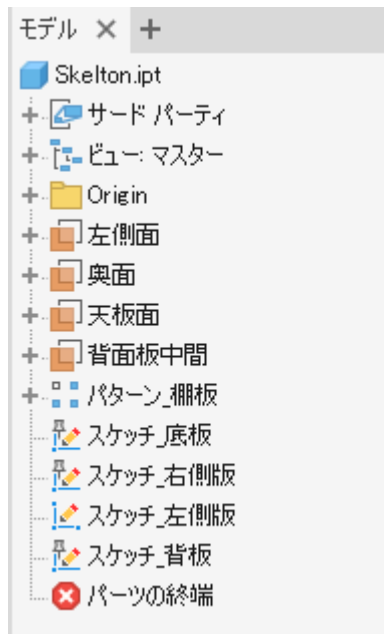 モデル × +
Skelton.ipt
サード パーティ
ビュー: マスター
Origin
左側面
奥面
天板面
背面板中間
パターン_棚板
スケッチ_底板
スケッチ_右側版
スケッチ_左側版
スケッチ_背板
パーツの終端